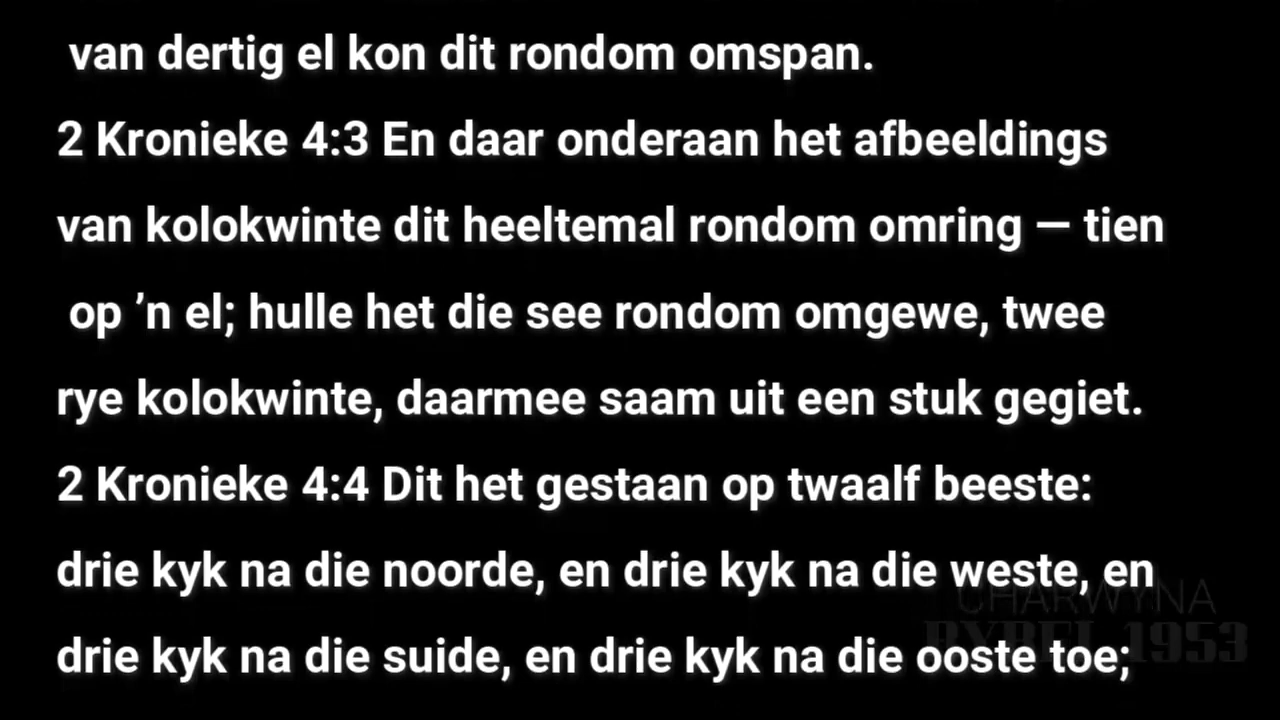 van dertig el kon dit rondom omspan.
2 Kronieke 4:3 En daar onderaan het afbeeldings
van kolokwinte dit heeltemal rondom omring — tien
op ’n el; hulle het die see rondom omgewe, twee
rye kolokwinte, daarmee saam uit een stuk gegiet.
2 Kronieke 4:4 Dit het gestaan op twaalf beeste:
drie kyk na die noorde, en drie kyk na die weste, en
drie kyk na die suide, en drie kyk na die ooste toe;
CHARWYNA
BYBEL 1953